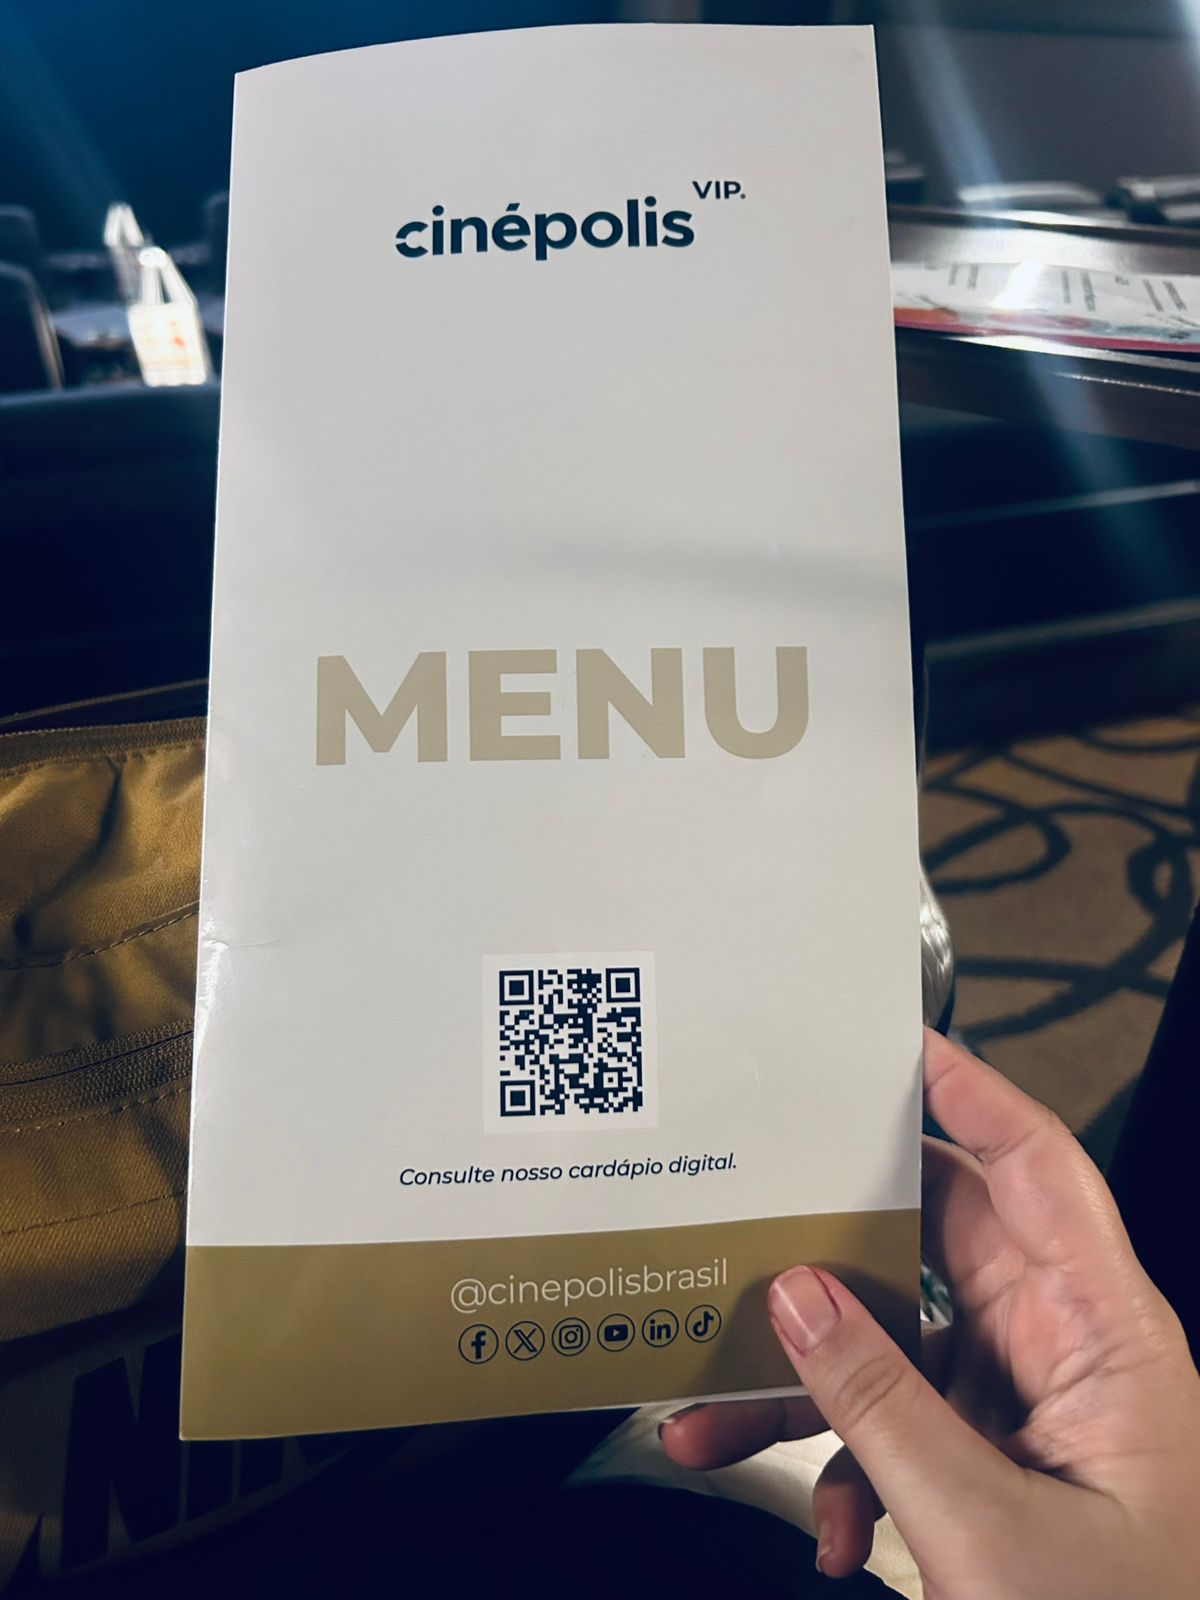 cinépolis VIP.
MENU
Consulte nosso cardápio digital.
@cinepolisbrasil